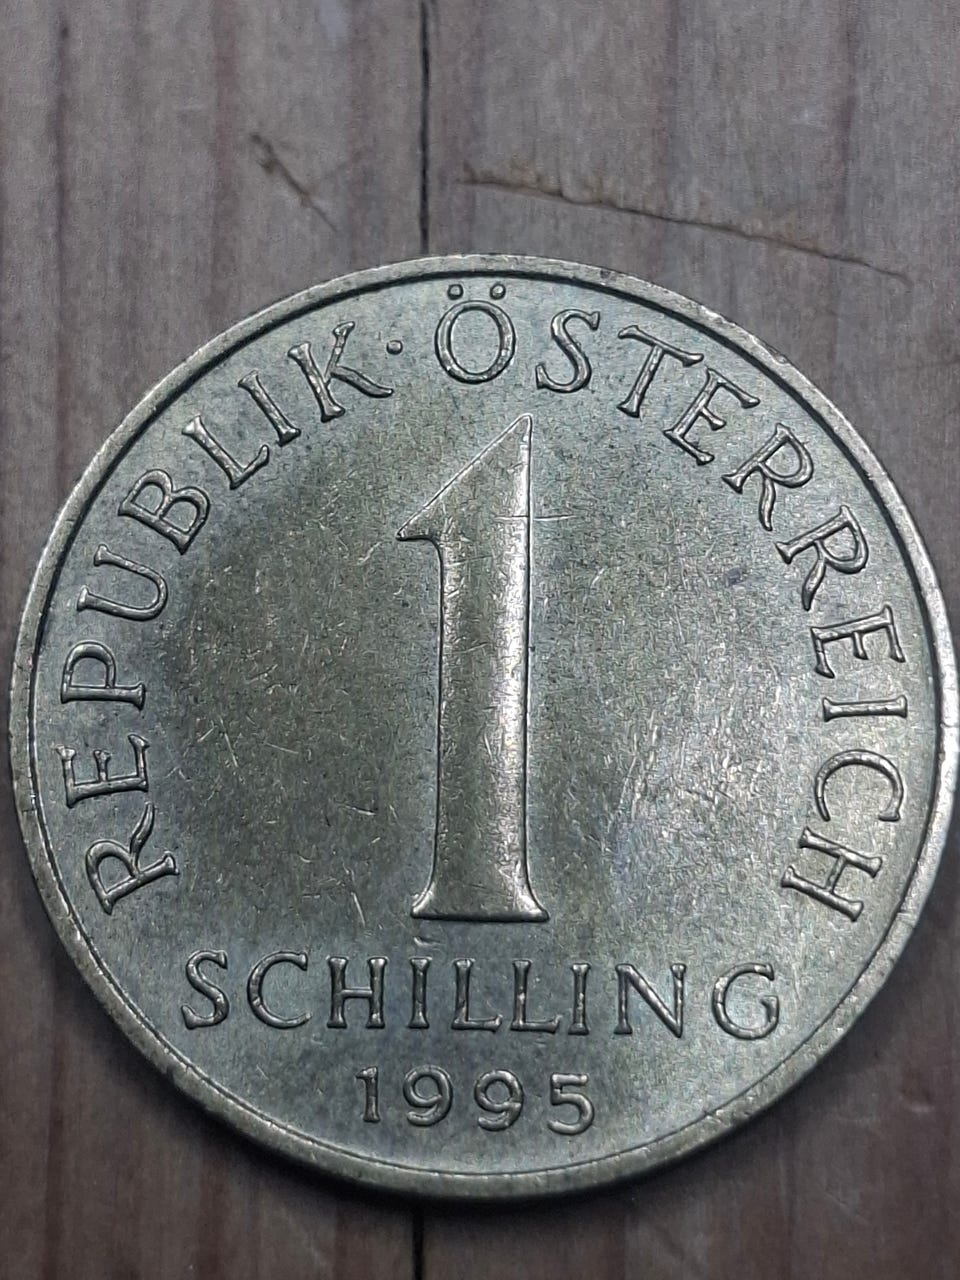 REPUBLIK · ÖSTERREICH
1
SCHILLING
1995